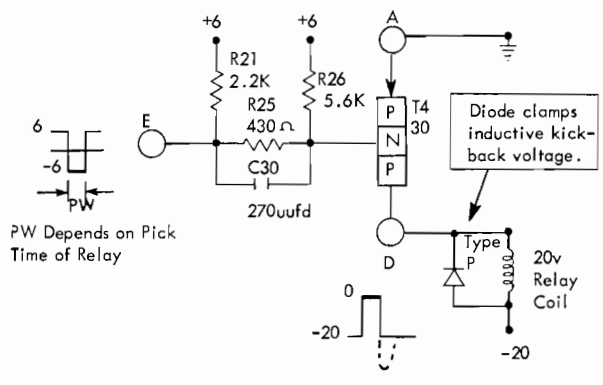 +6
+6
A
R21
2.2K
R26
5.6K
R25
430 Ω
E
C30
270uufd
P
N
P
T4
30
Diode clamps
inductive kick-
back voltage.
6
-6
PW
PW Depends on Pick
Time of Relay
D
Type
P
20v
Relay
Coil
-20
0
-20